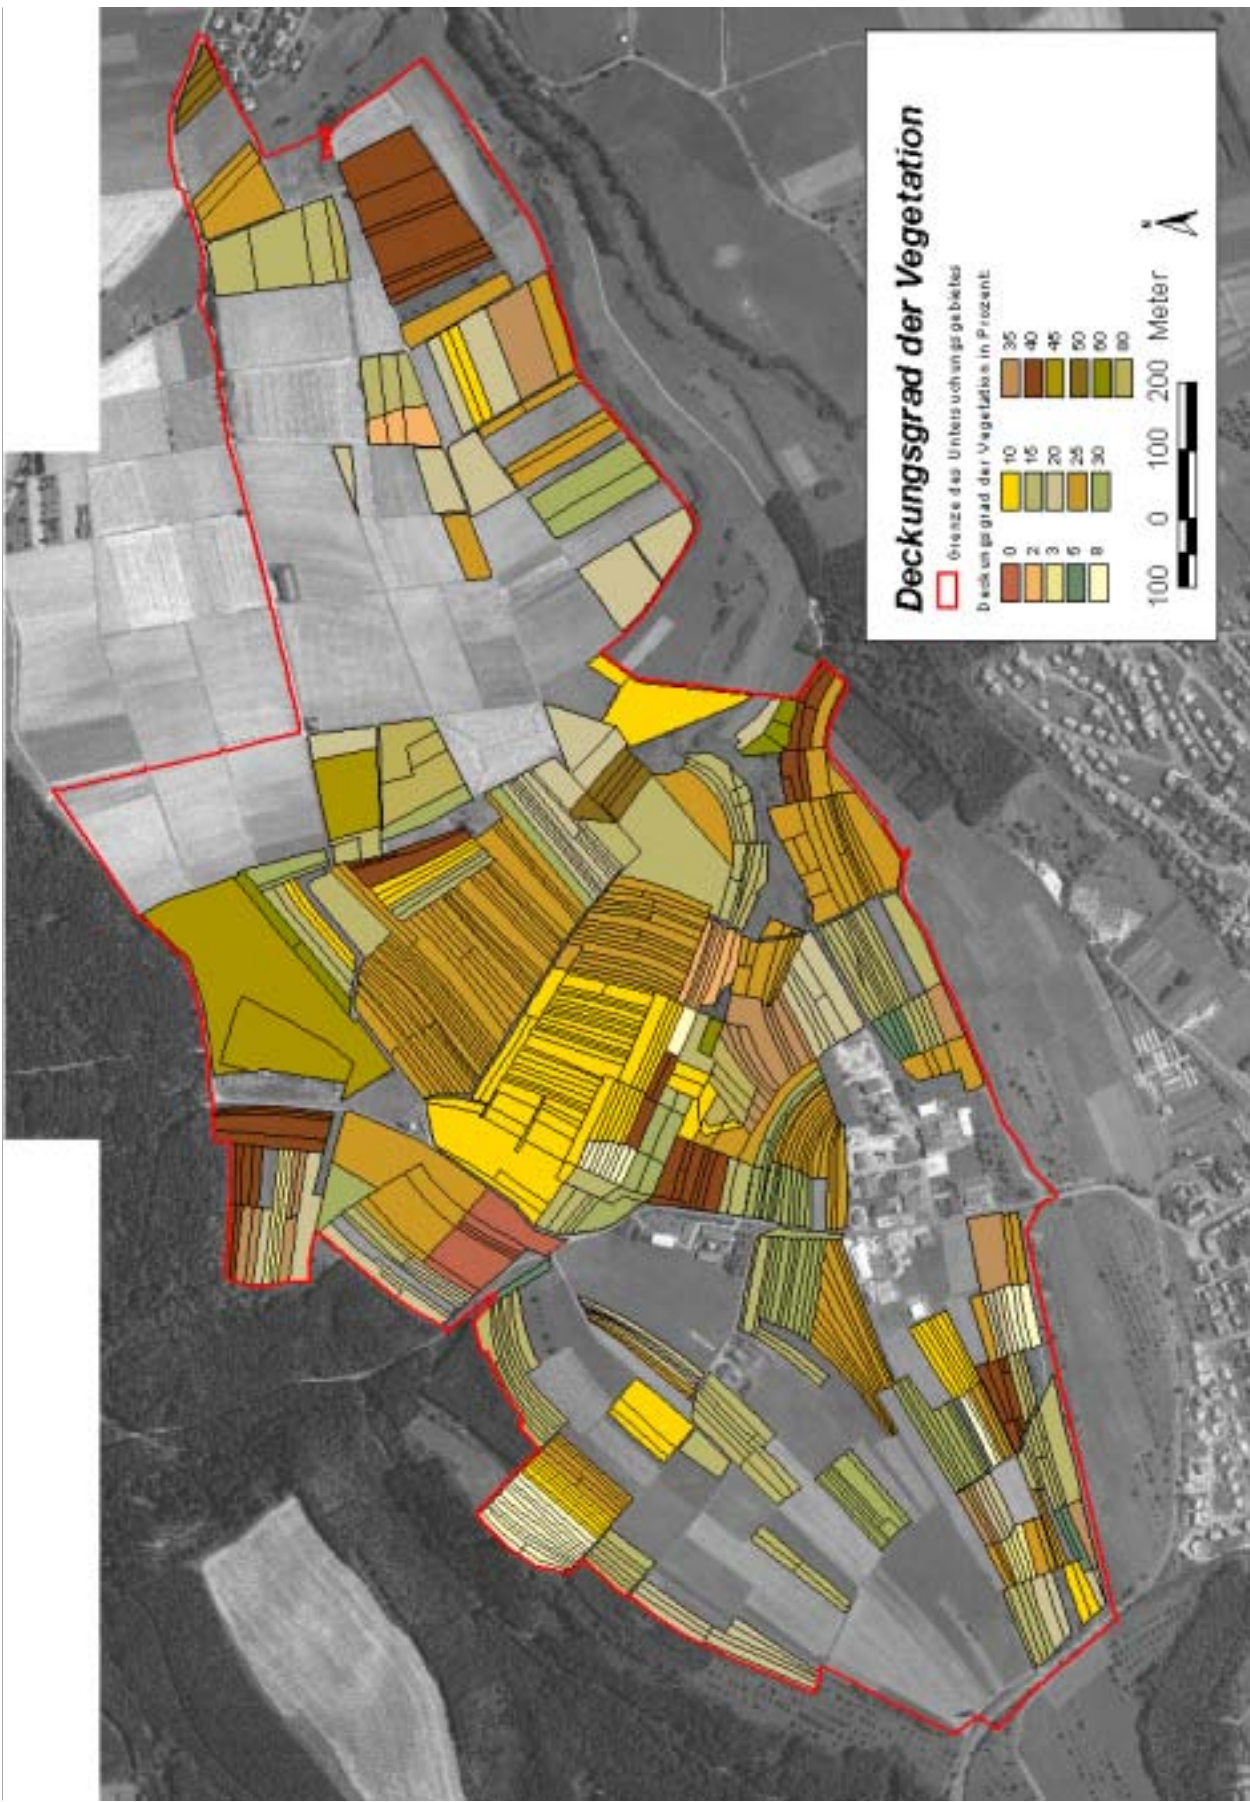 Deckungsgrad der Vegetation
Grenze des Untersuchungsgebietes
Deckungsgrad der Vegetation in Prozent:
0 10 35
2 15 40
3 20 45
5 25 50
8 30 60
80
N
100 0 100 200 Meter